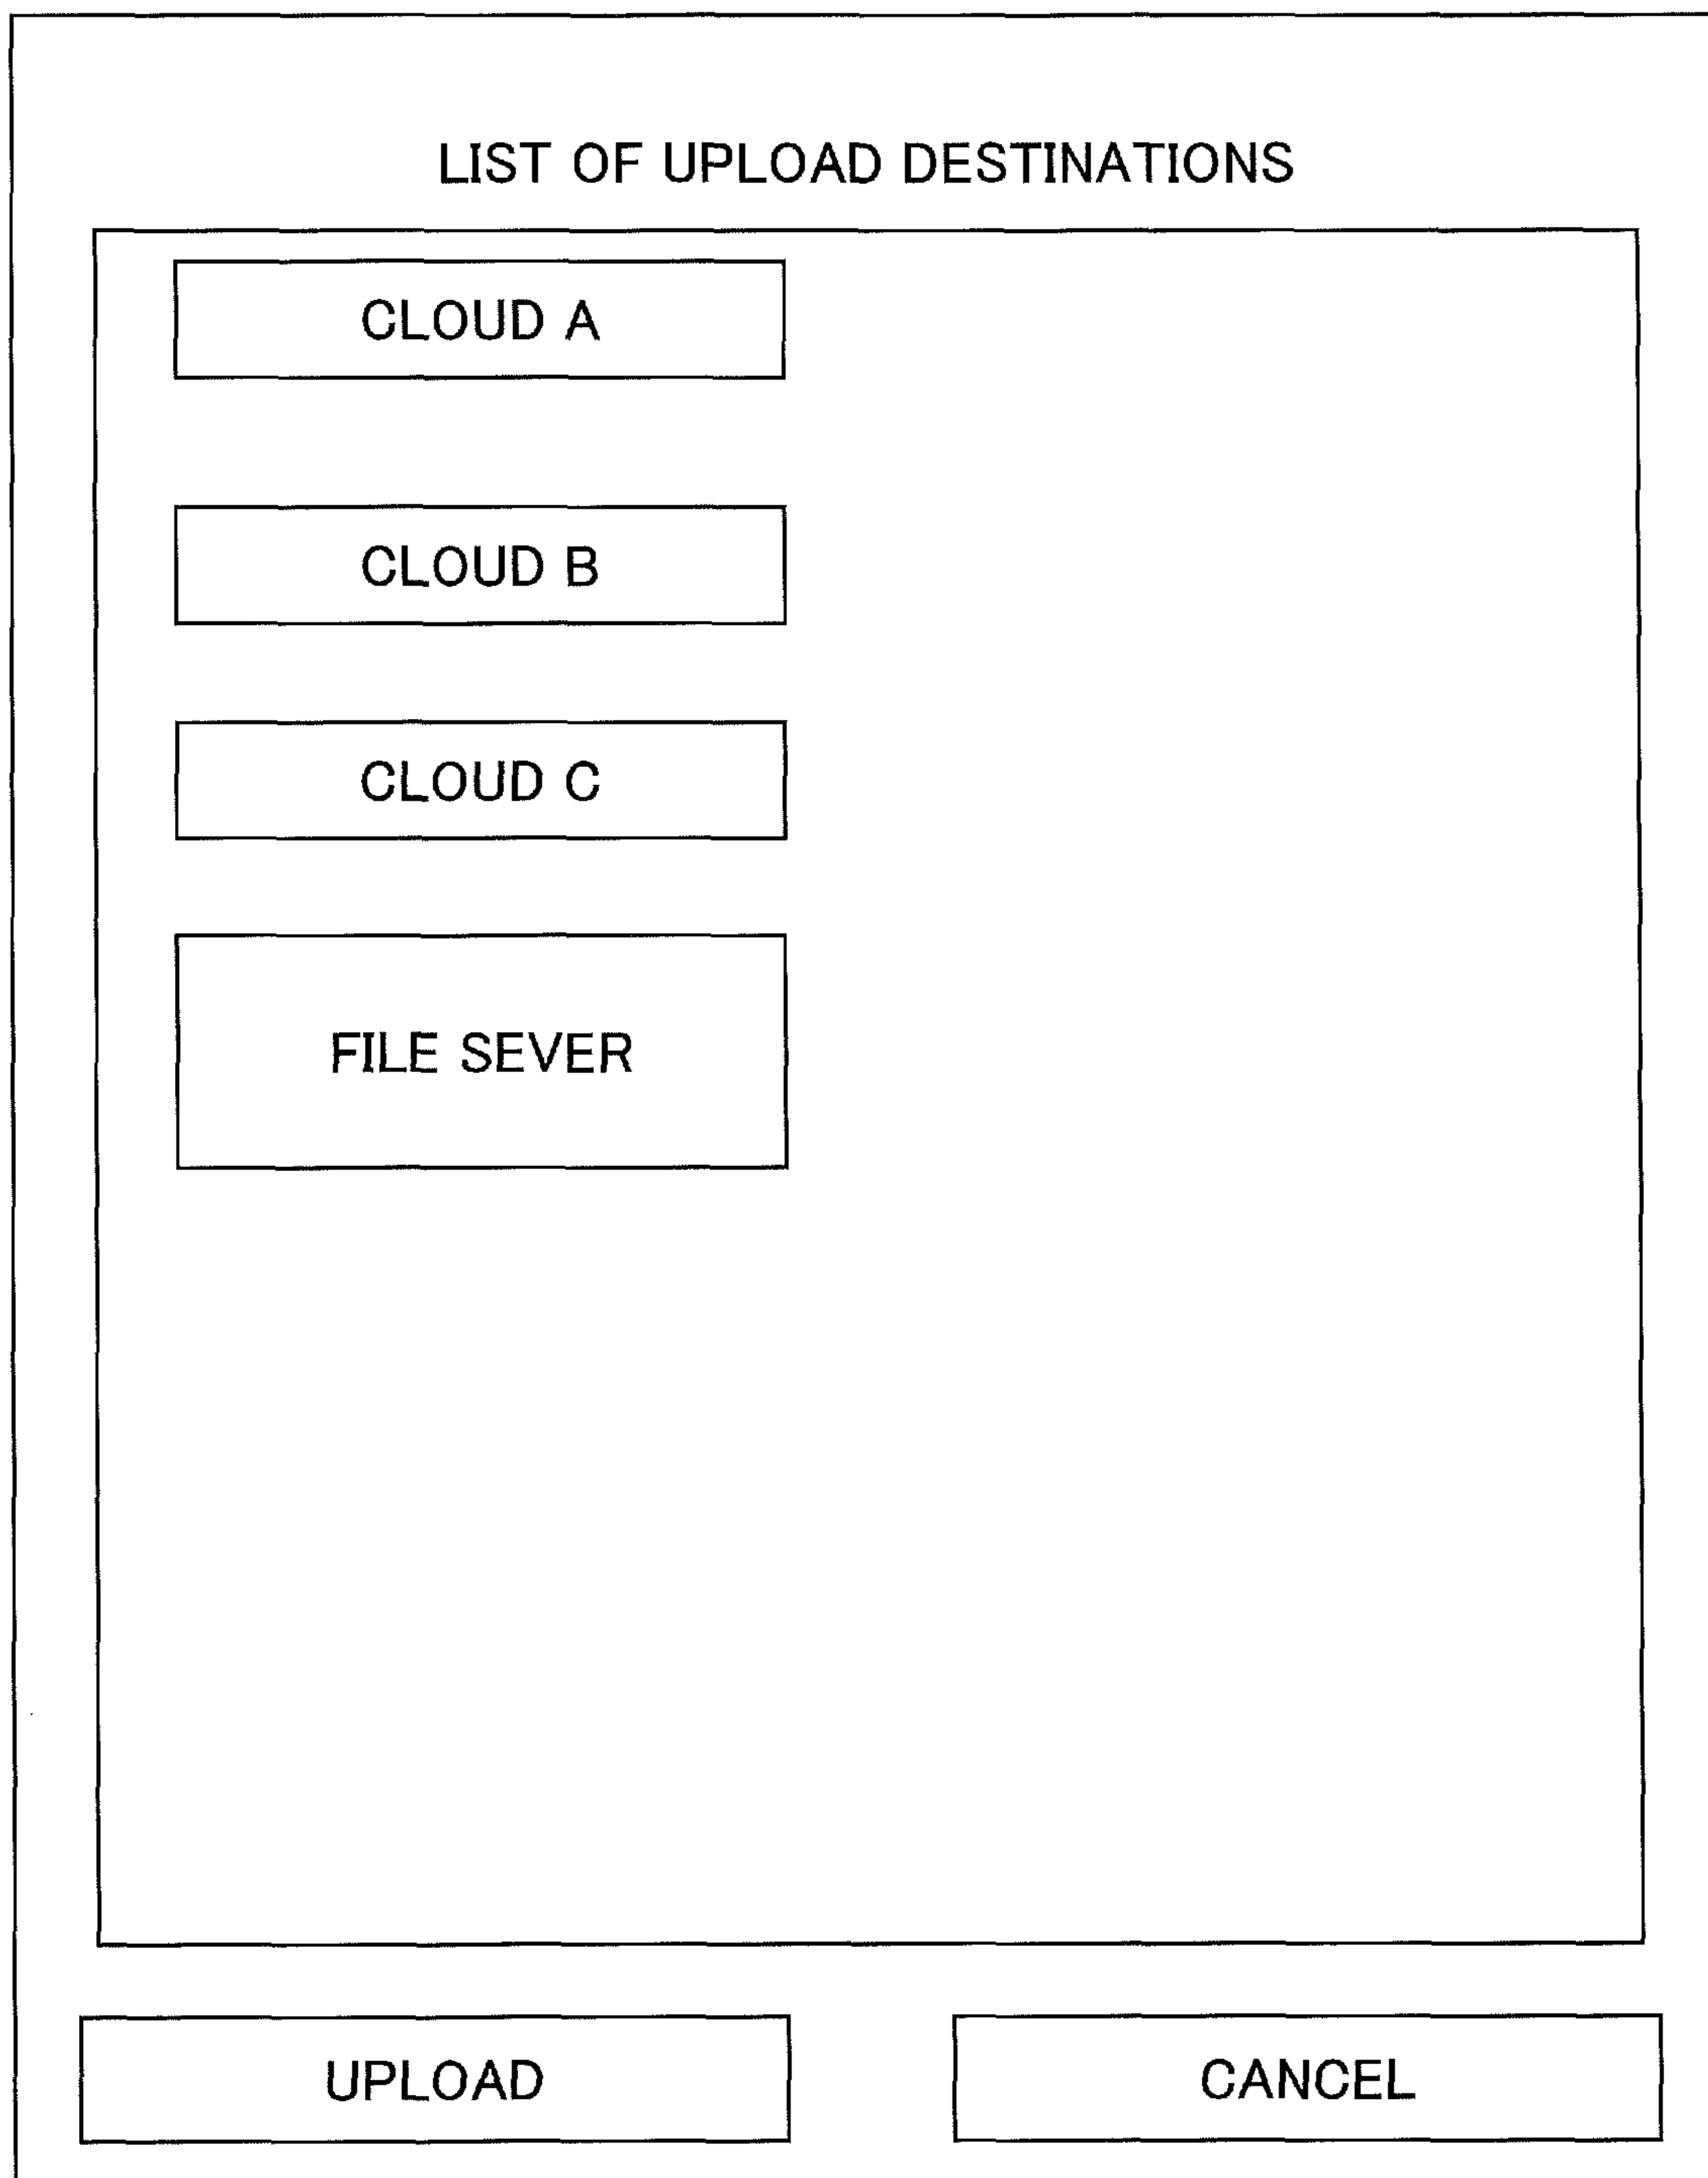 LIST OF UPLOAD DESTINATIONS
CLOUD A
CLOUD B
CLOUD C
FILE SEVER
UPLOAD
CANCEL